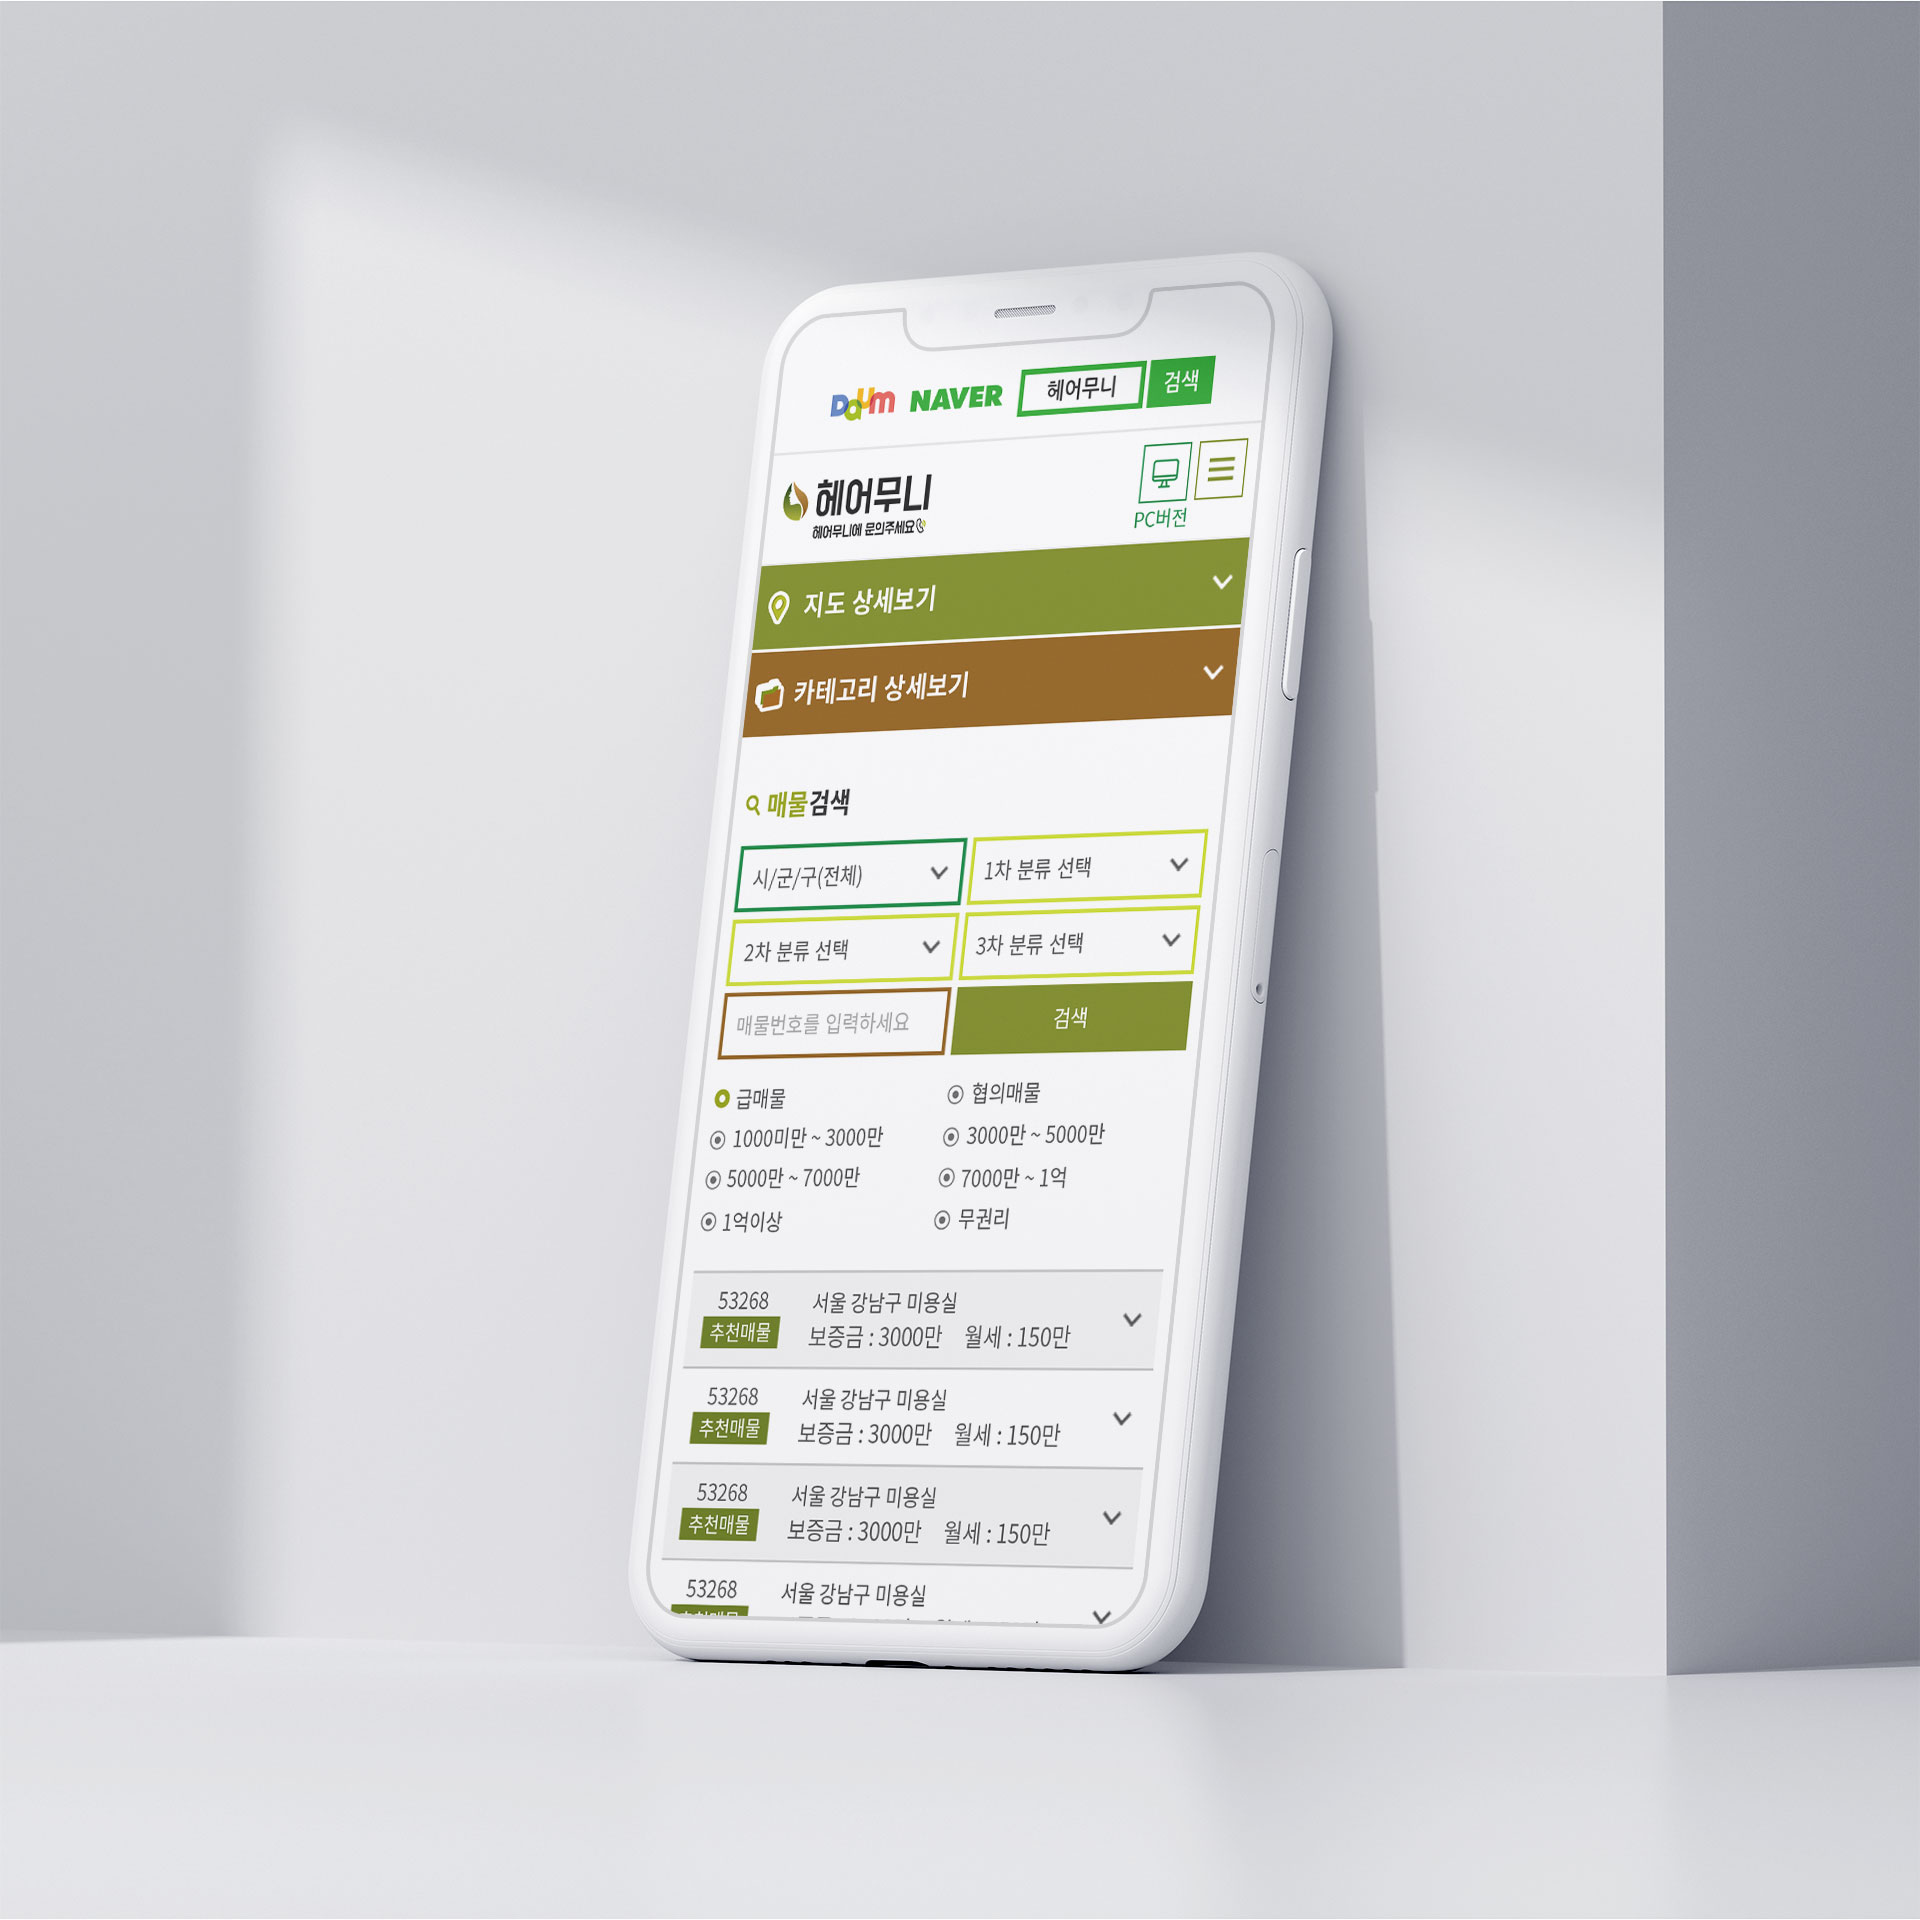 Daum NAVER 헤어무니 검색
헤어무니
헤어무니에 문의주세요
PC버전
지도 상세보기
카테고리 상세보기
매물검색
시/군/구(전체) 1차 분류 선택
2차 분류 선택 3차 분류 선택
매물번호를 입력하세요 검색
급매물 협의매물
1000미만 ~ 3000만 3000만 ~ 5000만
5000만 ~ 7000만 7000만 ~ 1억
1억이상 무권리
53268 서울 강남구 미용실
추천매물 보증금 : 3000만 월세 : 150만
53268 서울 강남구 미용실
추천매물 보증금 : 3000만 월세 : 150만
53268 서울 강남구 미용실
추천매물 보증금 : 3000만 월세 : 150만
53268 서울 강남구 미용실